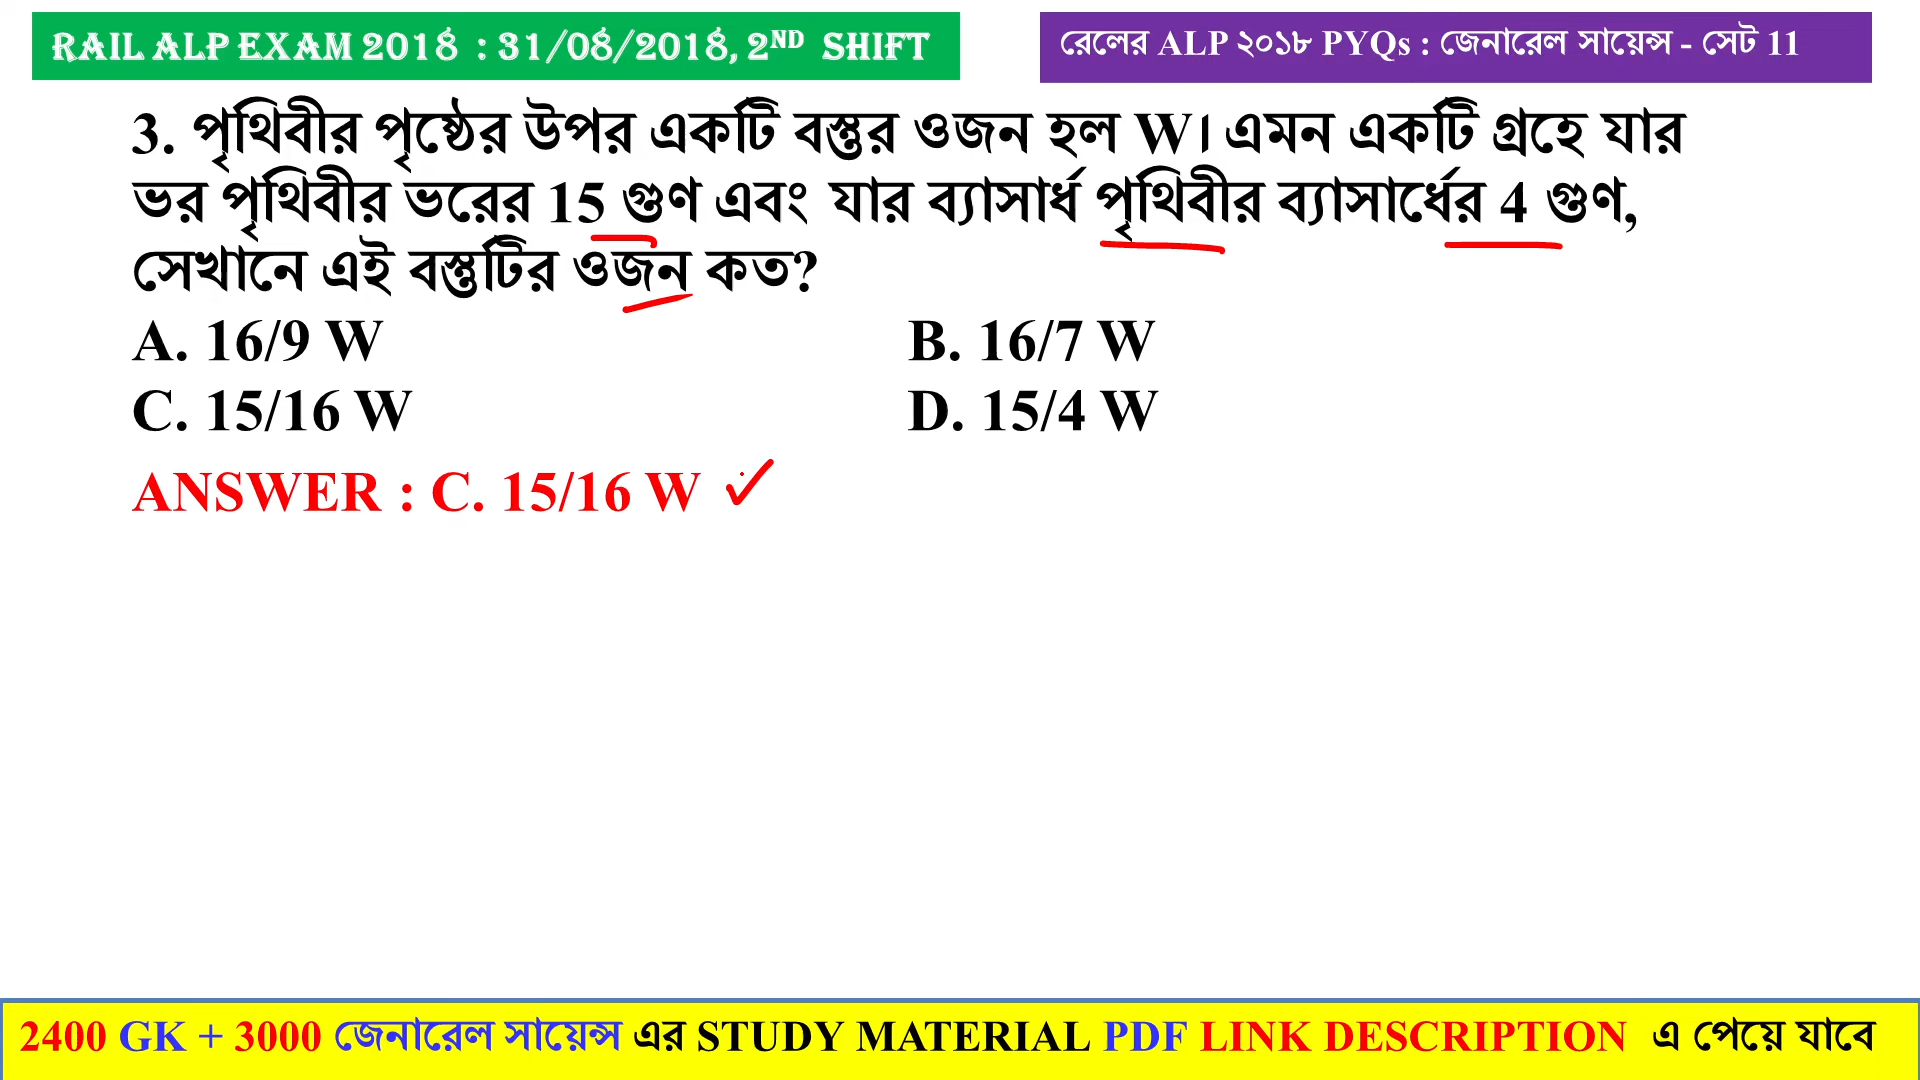 RAIL ALP EXAM 2018 : 31/08/2018, 2ND SHIFT
রেলের ALP ২০১৮ PYQs : জেনারেল সায়েন্স - সেট 11
3. পৃথিবীর পৃষ্ঠের উপর একটি বস্তুর ওজন হল W। এমন একটি গ্রহে যার
ভর পৃথিবীর ভরের 15 গুণ এবং যার ব্যাসার্ধ পৃথিবীর ব্যাসার্ধের 4 গুণ,
সেখানে এই বস্তুটির ওজন কত?
A. 16/9 W B. 16/7 W
C. 15/16 W D. 15/4 W
ANSWER : C. 15/16 W
2400 GK + 3000 জেনারেল সায়েন্স এর STUDY MATERIAL PDF LINK DESCRIPTION এ পেয়ে যাবে